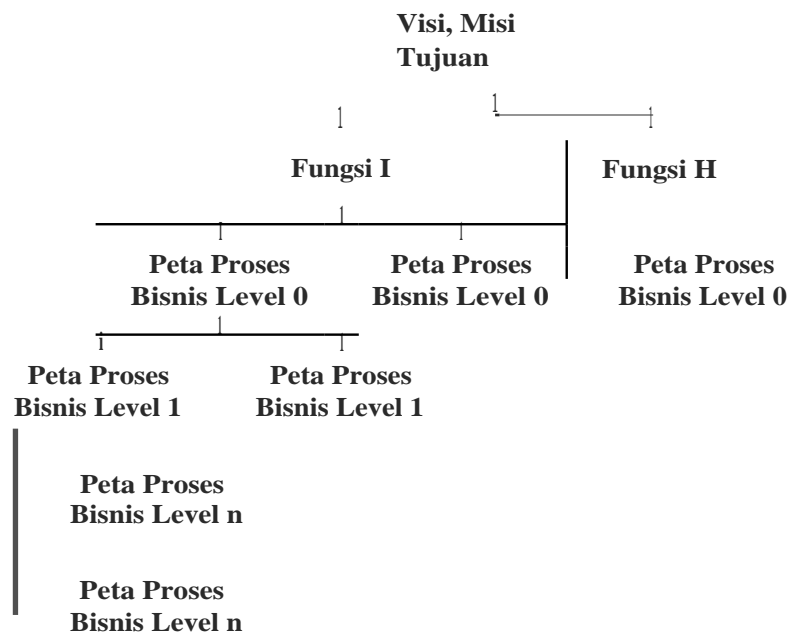 Visi, Misi
Tujuan
Fungsi I
Fungsi H
Peta Proses
Bisnis Level 0
Peta Proses
Bisnis Level 0
Peta Proses
Bisnis Level 0
Peta Proses
Bisnis Level 1
Peta Proses
Bisnis Level 1
Peta Proses
Bisnis Level n
Peta Proses
Bisnis Level n